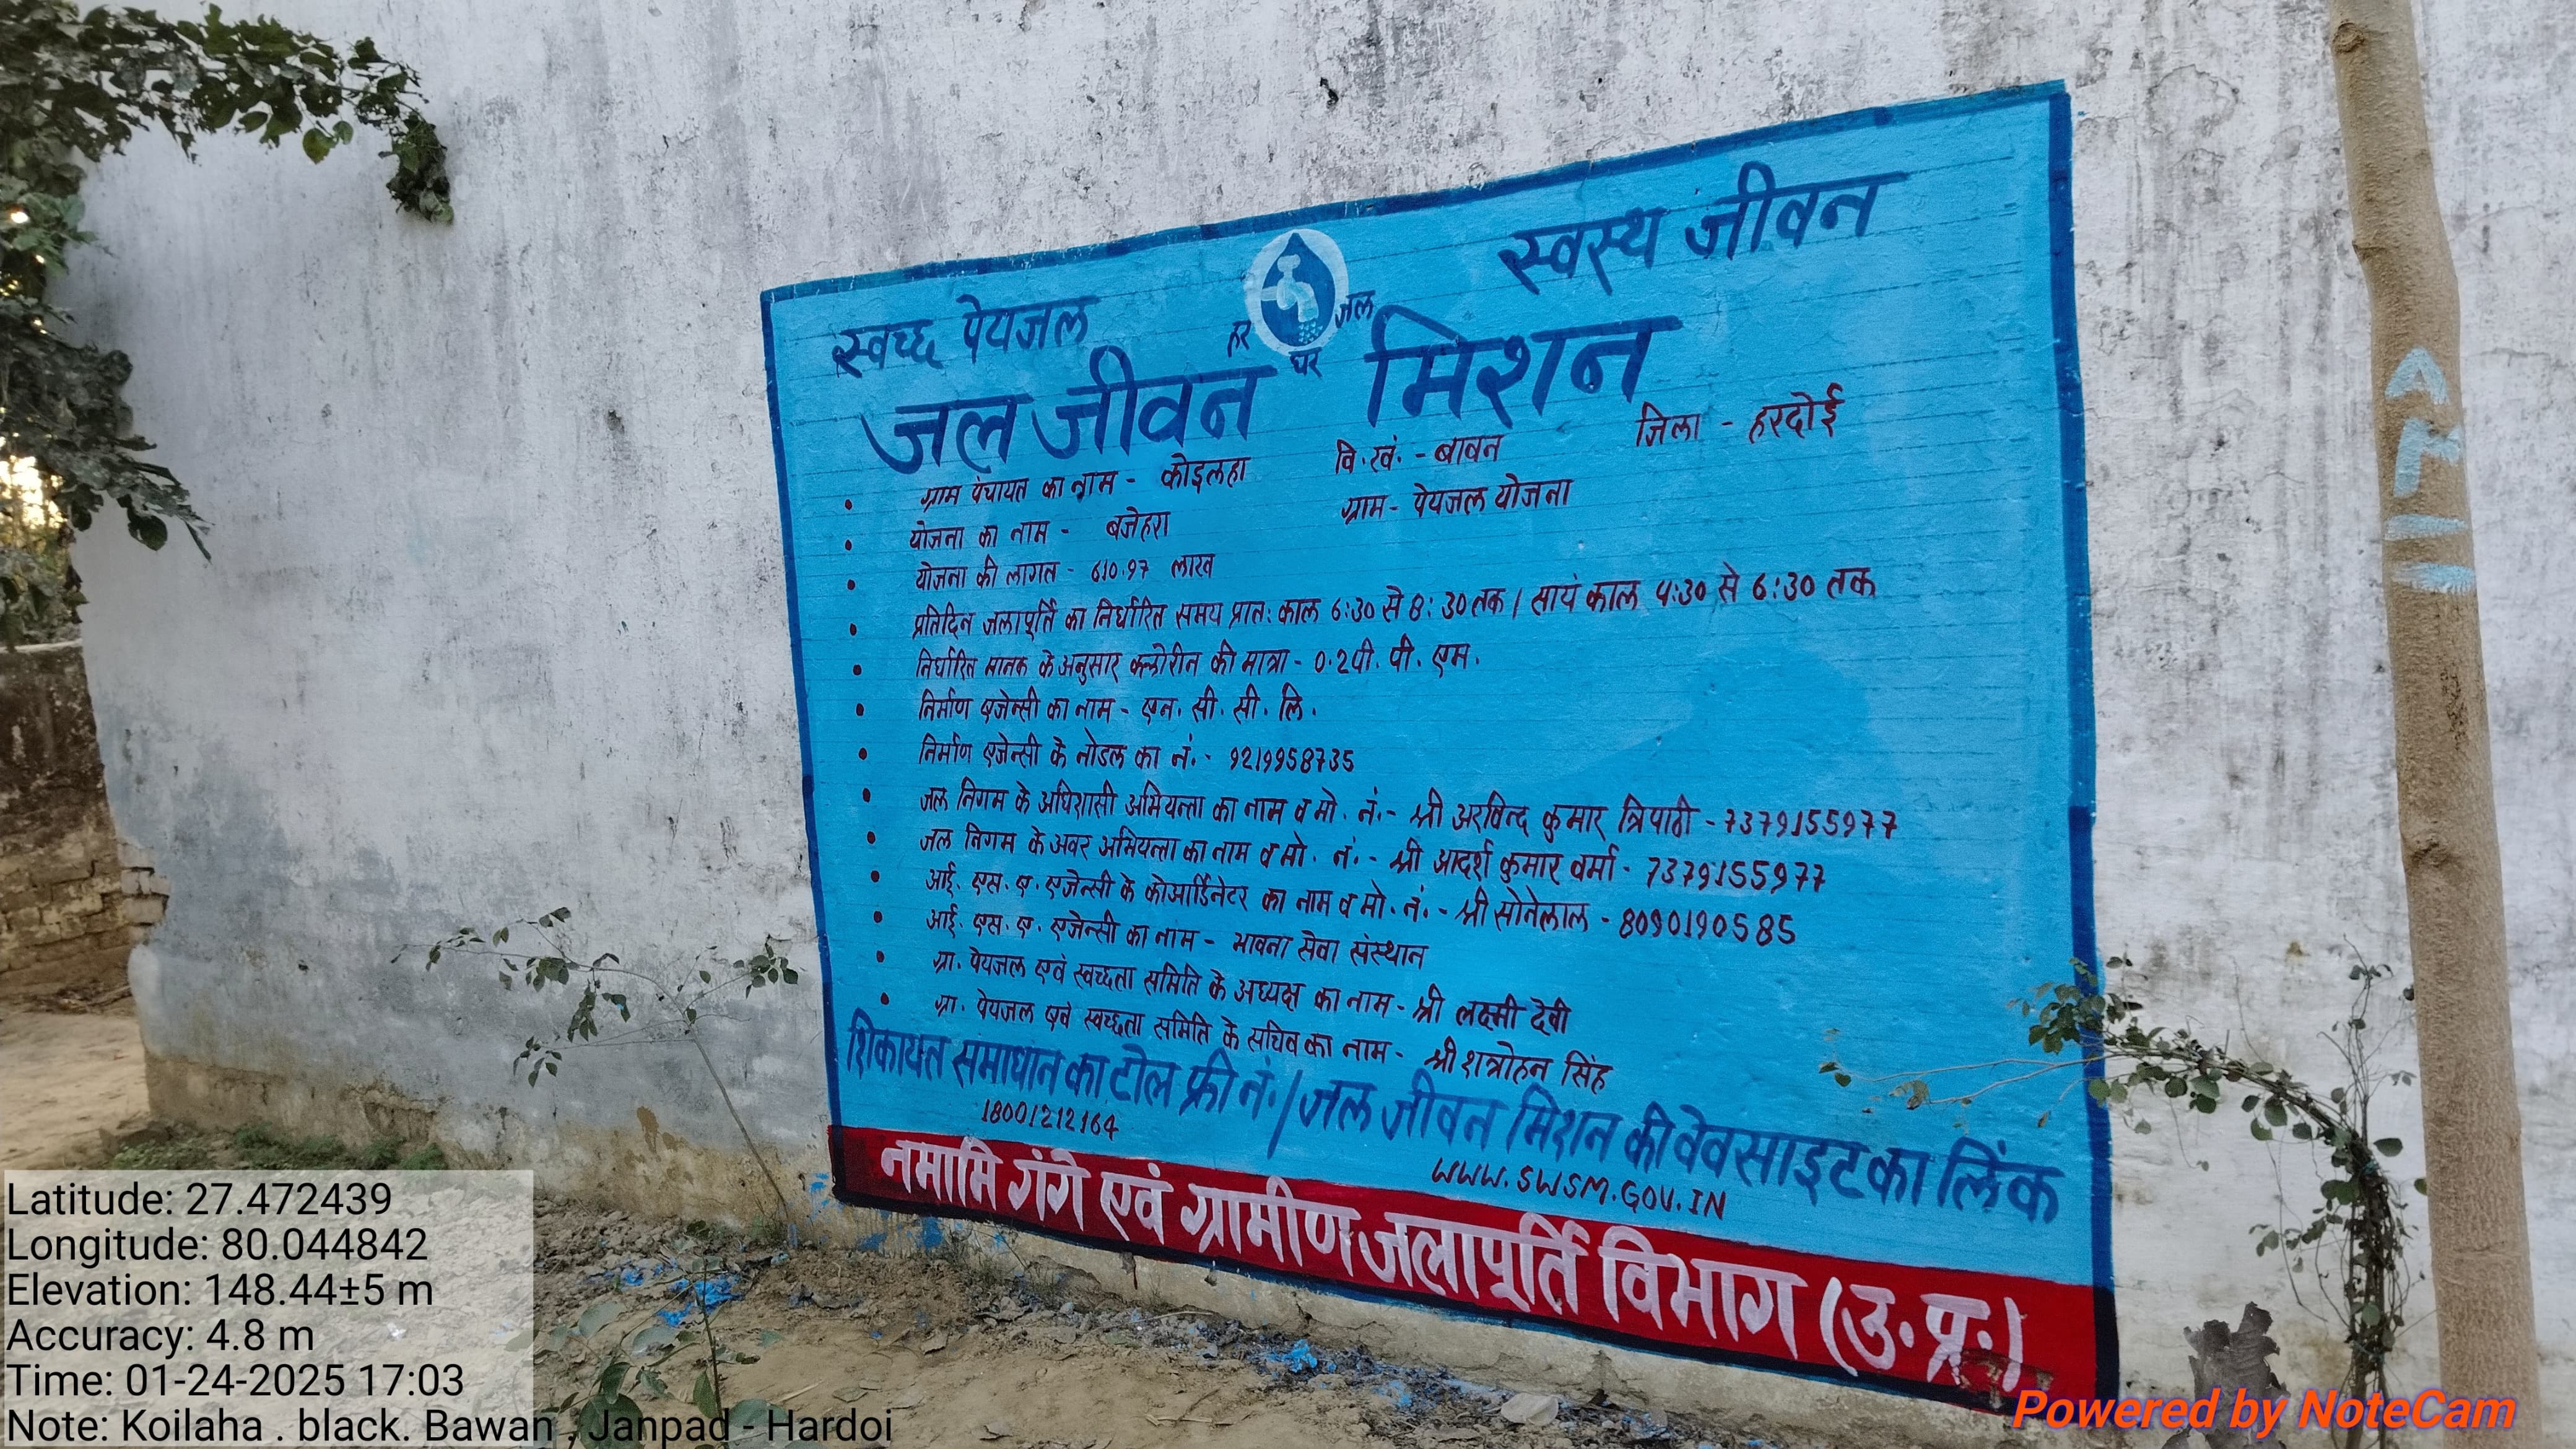 स्वच्छ पेयजल
स्वस्थ जीवन
हर घर जल
जल जीवन मिशन
• ग्राम पंचायत का नाम - कोइलहा वि.खं. - बावन जिला - हरदोई
• योजना का नाम - बजेहरा ग्राम - पेयजल योजना
• योजना की लागत - 610.97 लाख
• प्रतिदिन जलापूर्ति का निर्धारित समय प्रात: काल 6:30 से 8:30 तक / सायं काल 4:30 से 6:30 तक
• निर्धारित मानक के अनुसार क्लोरीन की मात्रा - 0.2 पी. पी. एम.
• निर्माण एजेन्सी का नाम - एन. सी. सी. लि.
• निर्माण एजेन्सी के नोडल का नं. - 9219958735
• जल निगम के अधिशासी अभियन्ता का नाम व मो. नं. - श्री अरविन्द कुमार त्रिपाठी - 7379155977
• जल निगम के अवर अभियन्ता का नाम व मो. नं. - श्री आदर्श कुमार वर्मा - 7379155977
• आई. एस. ए. एजेन्सी के कोआर्डिनेटर का नाम व मो. नं. - श्री सोनेलाल - 8090190585
• आई. एस. ए. एजेन्सी का नाम - भावना सेवा संस्थान
• ग्रा. पेयजल एवं स्वच्छता समिति के अध्यक्ष का नाम - श्री लक्ष्मी देवी
• ग्रा. पेयजल एवं स्वच्छता समिति के सचिव का नाम - श्री शत्रोहन सिंह
शिकायत समाधान का टोल फ्री नं. / जल जीवन मिशन की वेवसाइट का लिंक
18001212164
WWW.SWSM.GOV.IN
नमामि गंगे एवं ग्रामीण जलापूर्ति विभाग (उ.प्र.)
Latitude: 27.472439
Longitude: 80.044842
Elevation: 148.44±5 m
Accuracy: 4.8 m
Time: 01-24-2025 17:03
Note: Koilaha . black. Bawan , Janpad - Hardoi
Powered by NoteCam